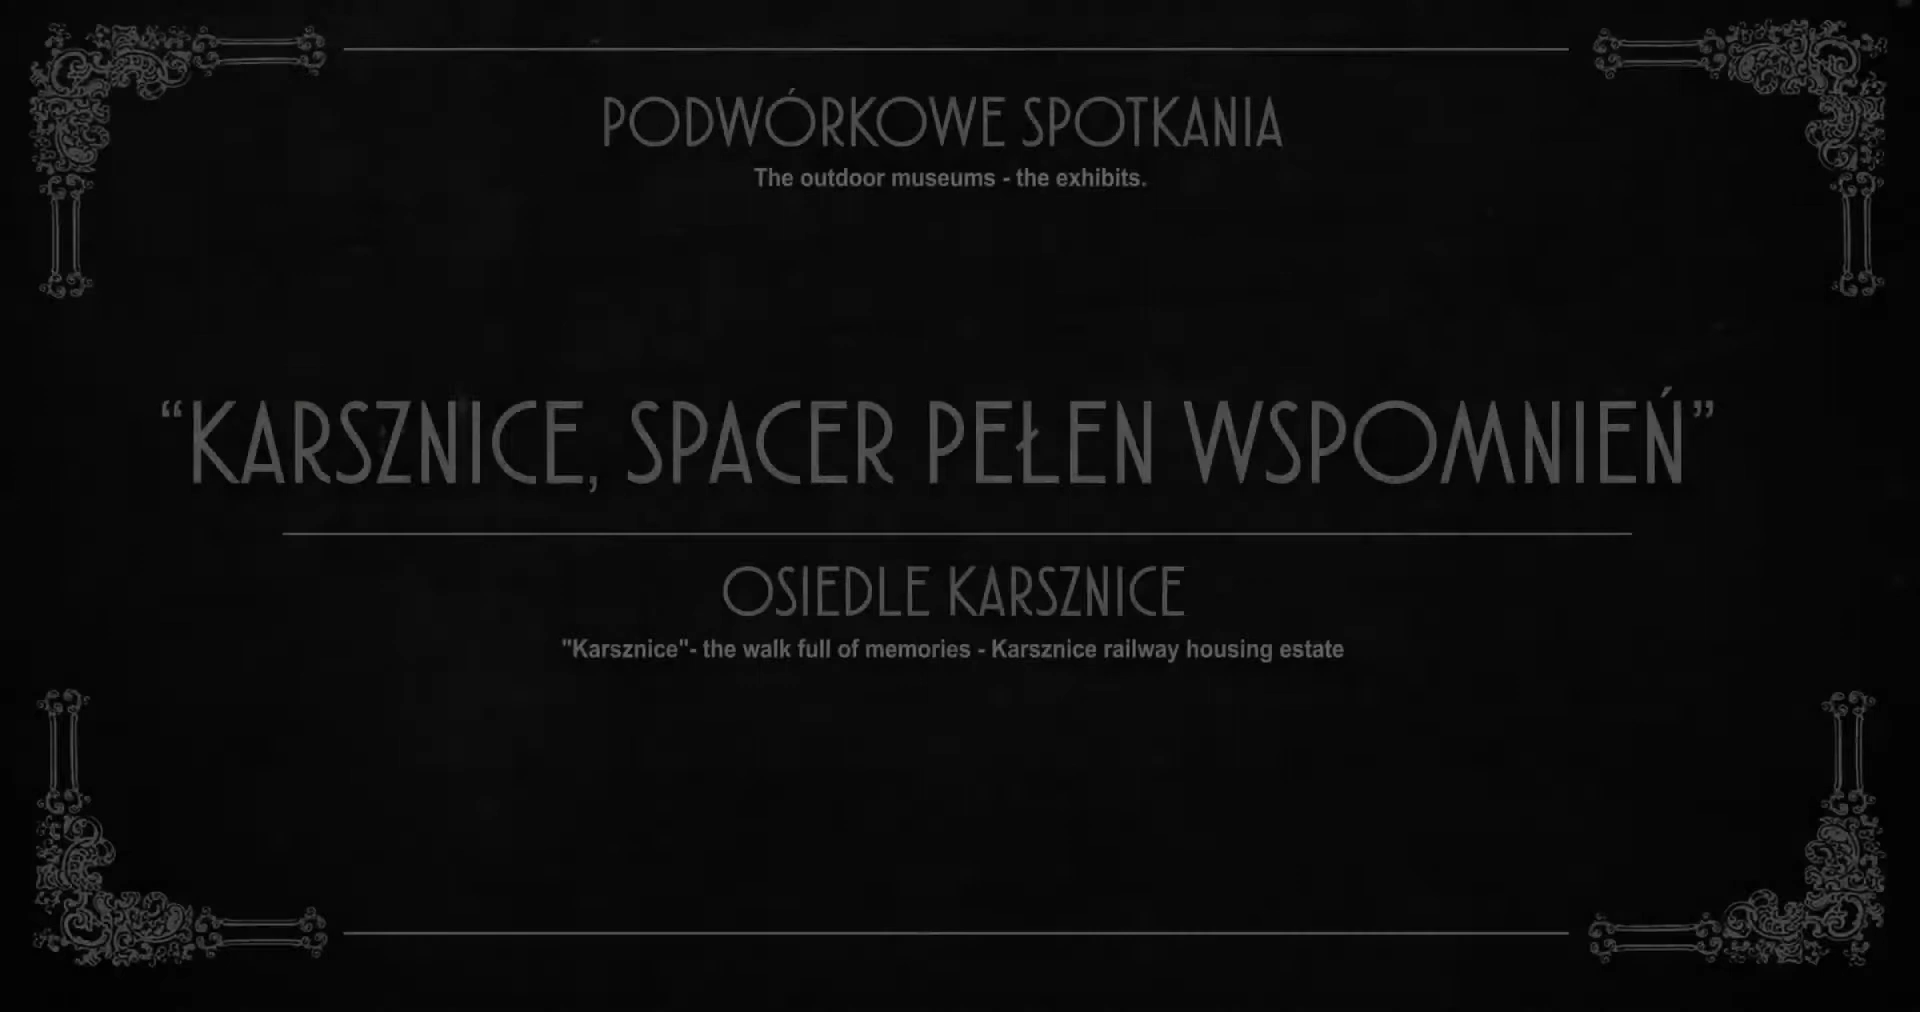 PODWÓRKOWE SPOTKANIA
The outdoor museums - the exhibits.
“KARSZNICE, SPACER PEŁEN WSPOMNIEŃ”
OSIEDLE KARSZNICE
"Karsznice"- the walk full of memories - Karsznice railway housing estate